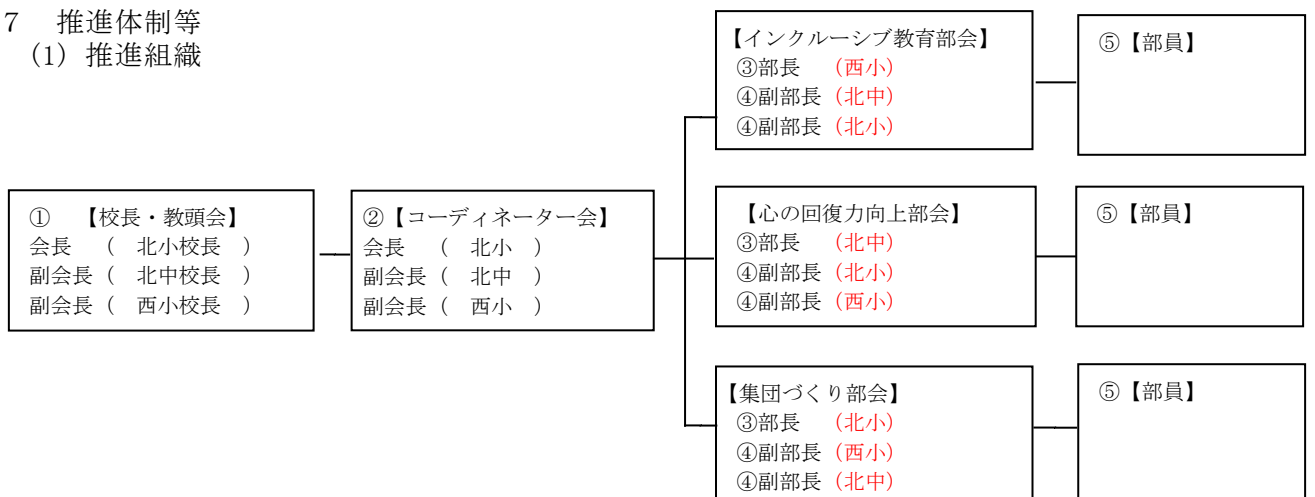 ７　推進体制等
(1) 推進組織
①　【校長・教頭会】
会長　（　北小校長　）
副会長（　北中校長　）
副会長（　西小校長　）
②【コーディネーター会】
会長　（　北小　）
副会長（　北中　）
副会長（　西小　）
【インクルーシブ教育部会】
③部長　（西小）
④副部長（北中）
④副部長（北小）
⑤【部員】
【心の回復力向上部会】
③部長　（北中）
④副部長（北小）
④副部長（西小）
⑤【部員】
【集団づくり部会】
③部長　（北小）
④副部長（西小）
④副部長（北中）
⑤【部員】